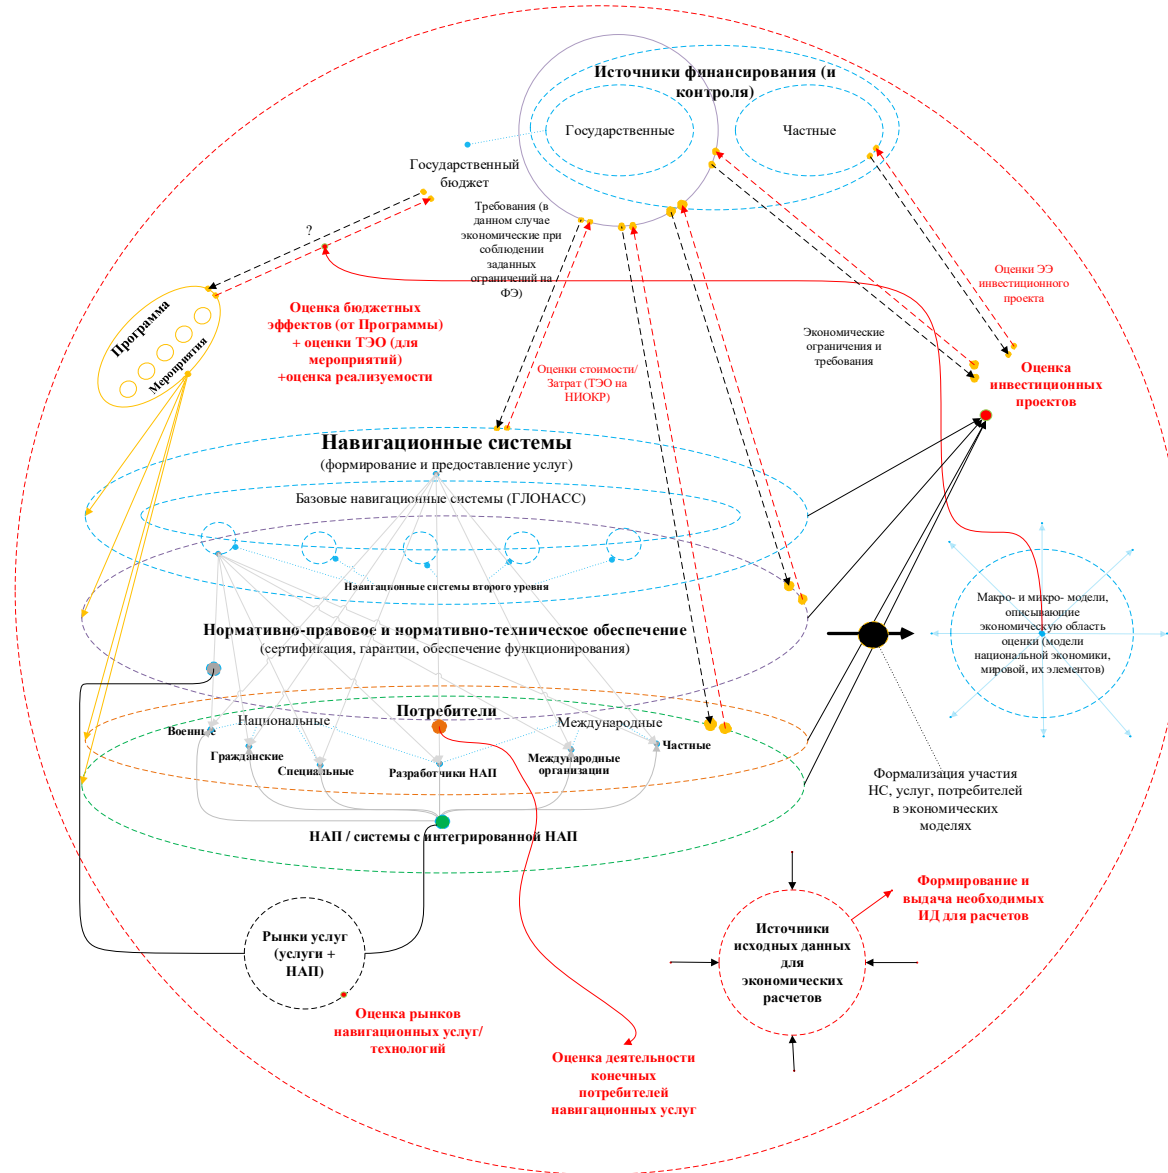 Источники финансирования (и
контроля)
Государственные
Частные
Государственный
бюджет
Требования (в
данном случае
экономические при
соблюдении
заданных
ограничений на
ФЭ)
?
Программа
Мероприятия
Оценка бюджетных
эффектов (от Программы)
+ оценки ТЭО (для
мероприятий)
+оценка реализуемости
Оценки стоимости/
Затрат (ТЭО на
НИОКР)
Оценки ЭЭ
инвестиционного
проекта
Экономические
ограничения и
требования
Оценка
инвестиционных
проектов
Навигационные системы
(формирование и предоставление услуг)
Базовые навигационные системы (ГЛОНАСС)
Навигационные системы второго уровня
Нормативно-правовое и нормативно-техническое обеспечение
(сертификация, гарантии, обеспечение функционирования)
Макро- и микро- модели,
описывающие
экономическую область
оценки (модели
национальной экономики,
мировой, их элементов)
Потребители
Национальные
Международные
Военные
Гражданские
Специальные
Разработчики НАП
Международные
организации
Частные
НАП / системы с интегрированной НАП
Формализация участия
НС, услуг, потребителей
в экономических
моделях
Рынки услуг
(услуги +
НАП)
Оценка рынков
навигационных услуг/
технологий
Оценка деятельности
конечных
потребителей
навигационных услуг
Источники
исходных данных
для
экономических
расчетов
Формирование и
выдача необходимых
ИД для расчетов